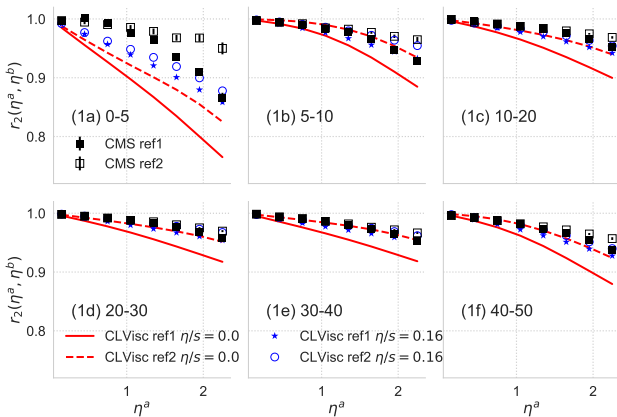 1.0
0.9
0.8
r₂(ηᵃ, ηᵇ)
(1a) 0-5
CMS ref1
CMS ref2
(1b) 5-10
(1c) 10-20
1.0
0.9
0.8
r₂(ηᵃ, ηᵇ)
(1d) 20-30
(1e) 30-40
(1f) 40-50
CLVisc ref1 η/s = 0.0
CLVisc ref2 η/s = 0.0
CLVisc ref1 η/s = 0.16
CLVisc ref2 η/s = 0.16
1 2
1 2
1 2
ηᵃ
ηᵃ
ηᵃ